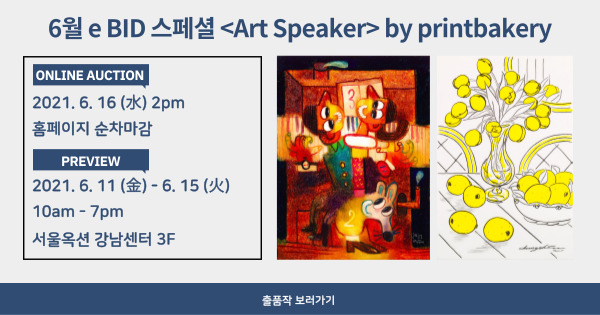 6월 e BID 스페셜 <Art Speaker> by printbakery
ONLINE AUCTION
2021. 6. 16 (水) 2pm
홈페이지 순차마감
PREVIEW
2021. 6. 11 (金) - 6. 15 (火)
10am - 7pm
서울옥션 강남센터 3F
2
2
출품작 보러가기